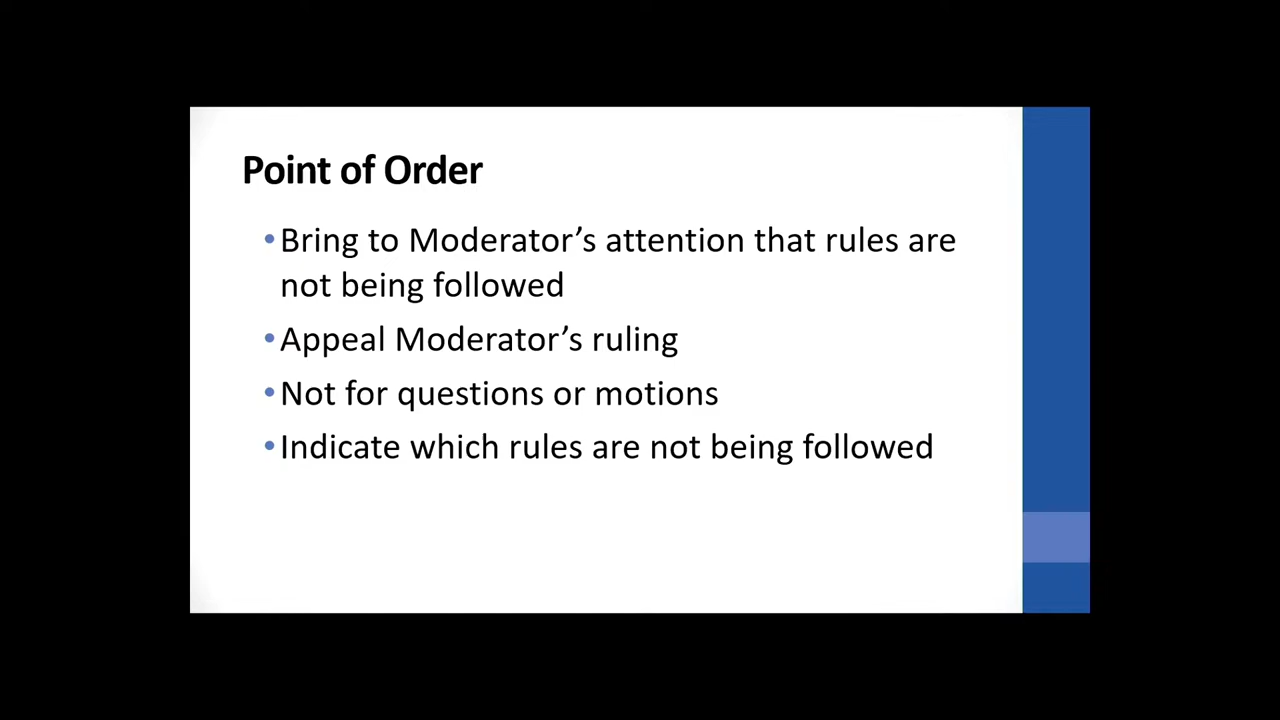 Point of Order
•Bring to Moderator’s attention that rules are
not being followed
•Appeal Moderator’s ruling
•Not for questions or motions
•Indicate which rules are not being followed